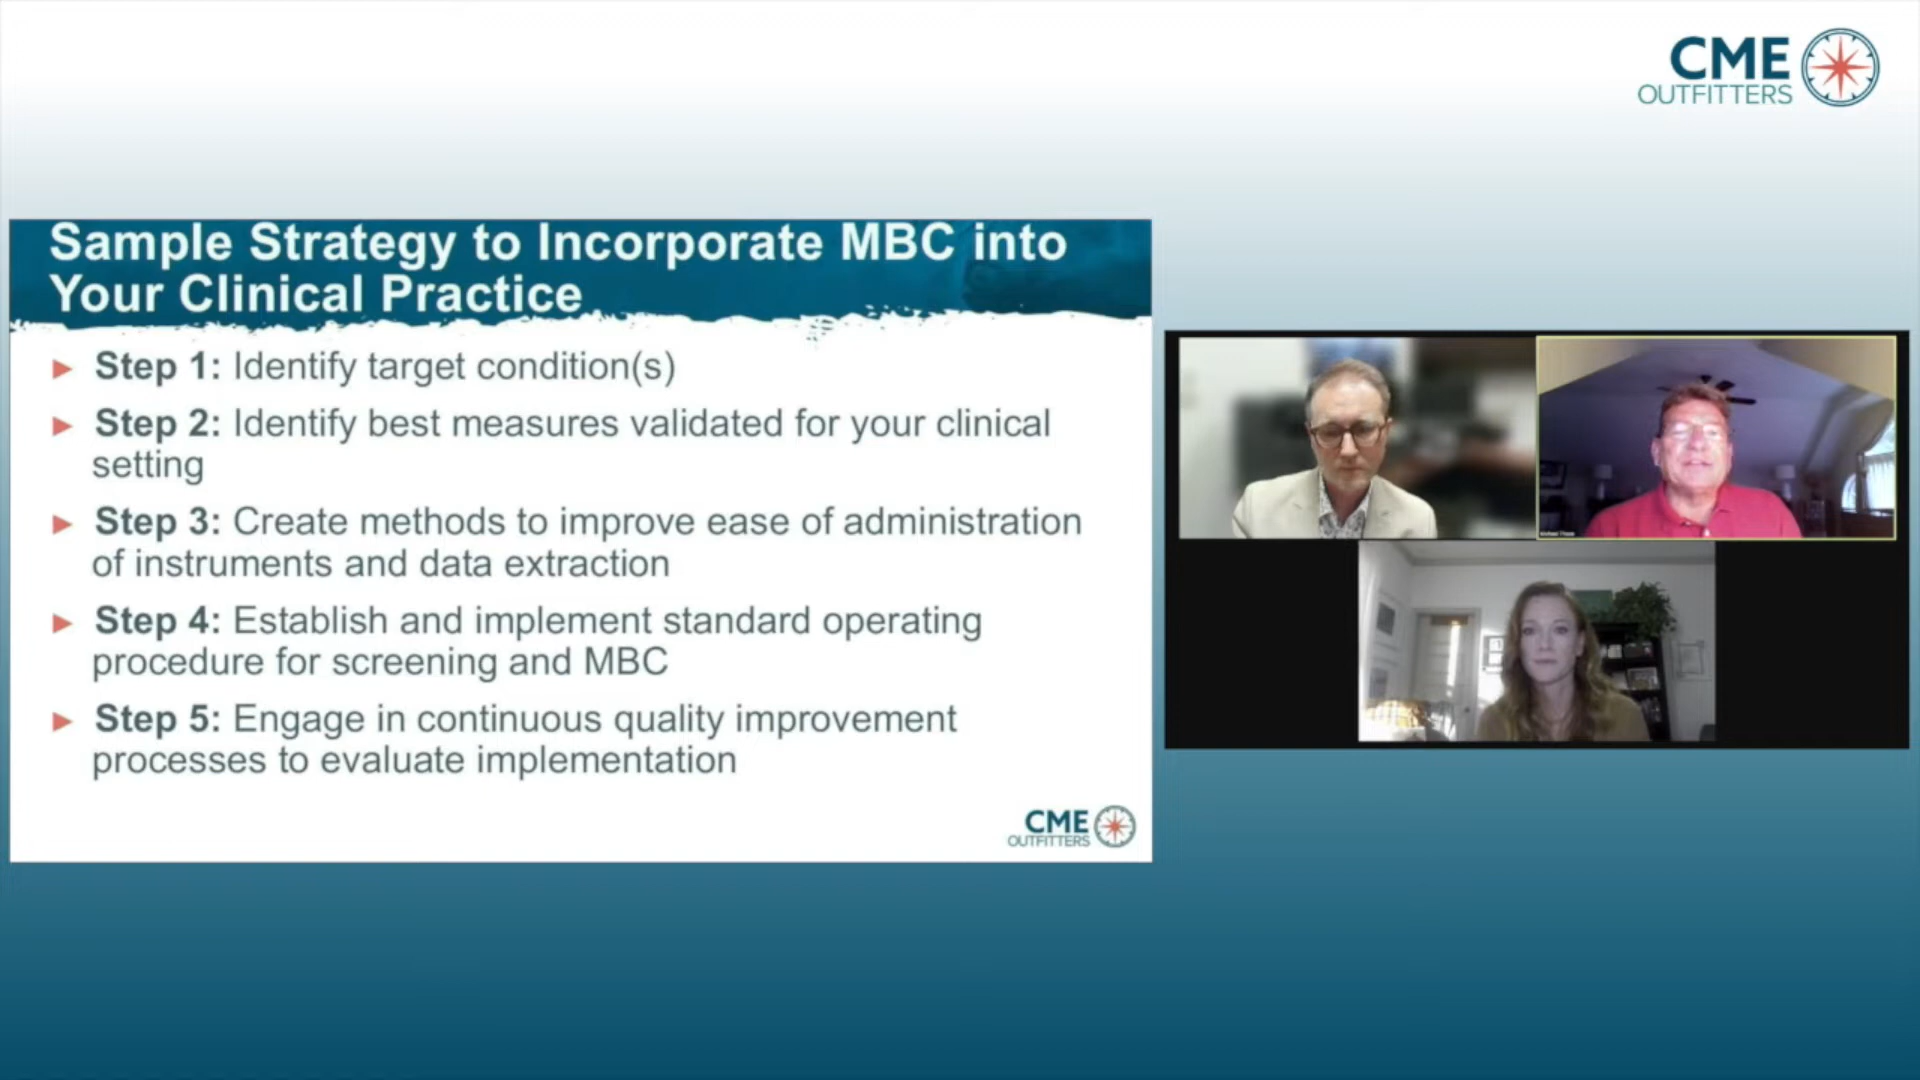 CME
OUTFITTERS
Sample Strategy to Incorporate MBC into
Your Clinical Practice
Step 1: Identify target condition(s)
Step 2: Identify best measures validated for your clinical
setting
Step 3: Create methods to improve ease of administration
of instruments and data extraction
Step 4: Establish and implement standard operating
procedure for screening and MBC
Step 5: Engage in continuous quality improvement
processes to evaluate implementation
CME
OUTFITTERS
Michael Thase